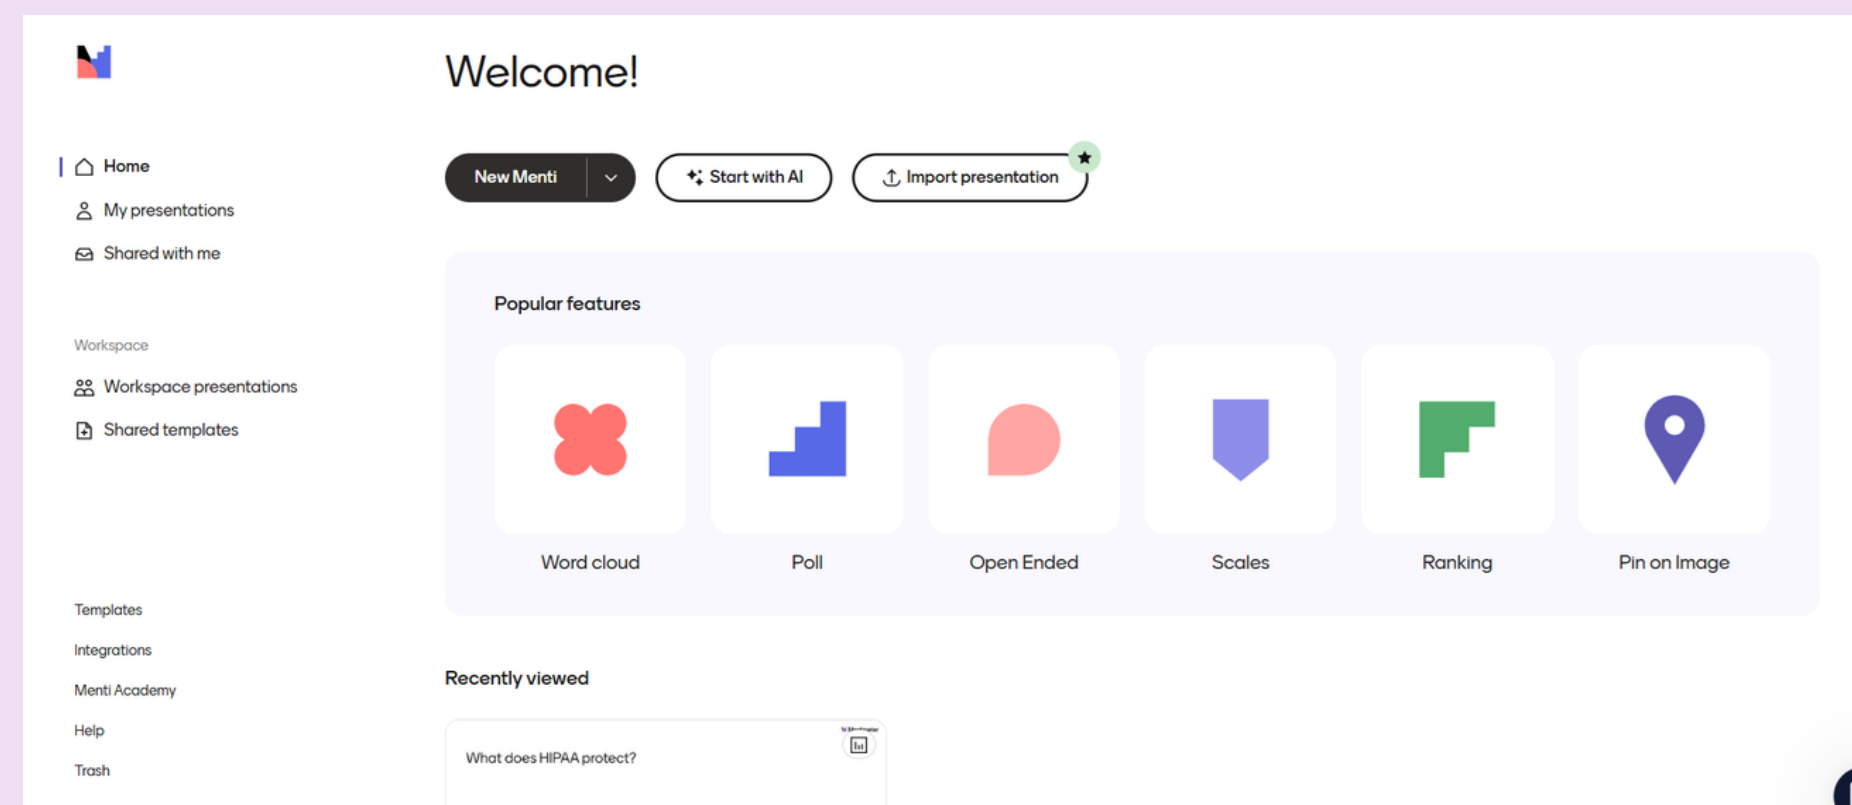 Welcome!
Home
My presentations
Shared with me
Workspace
Workspace presentations
Shared templates
Templates
Integrations
Menti Academy
Help
Trash
New Menti
Start with AI
Import presentation
Popular features
Word cloud
Poll
Open Ended
Scales
Ranking
Pin on Image
Recently viewed
What does HIPAA protect?